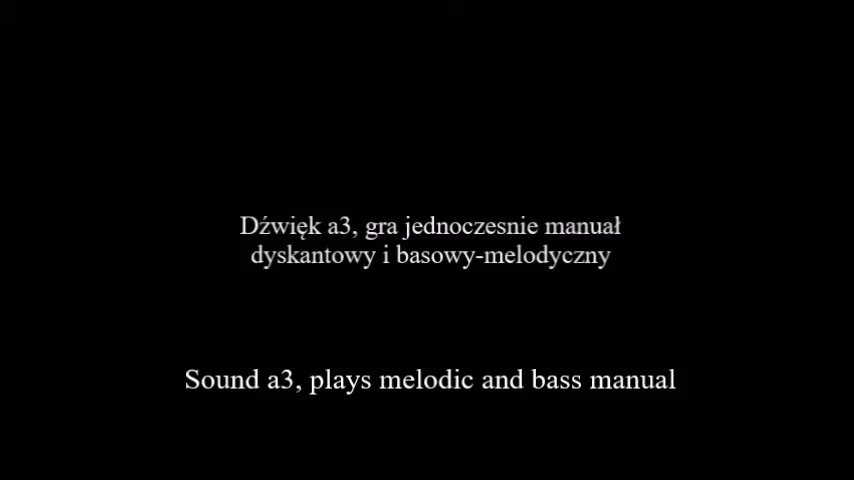 Dźwięk a3, gra jednoczesnie manuał
dyskantowy i basowy-melodyczny
Sound a3, plays melodic and bass manual